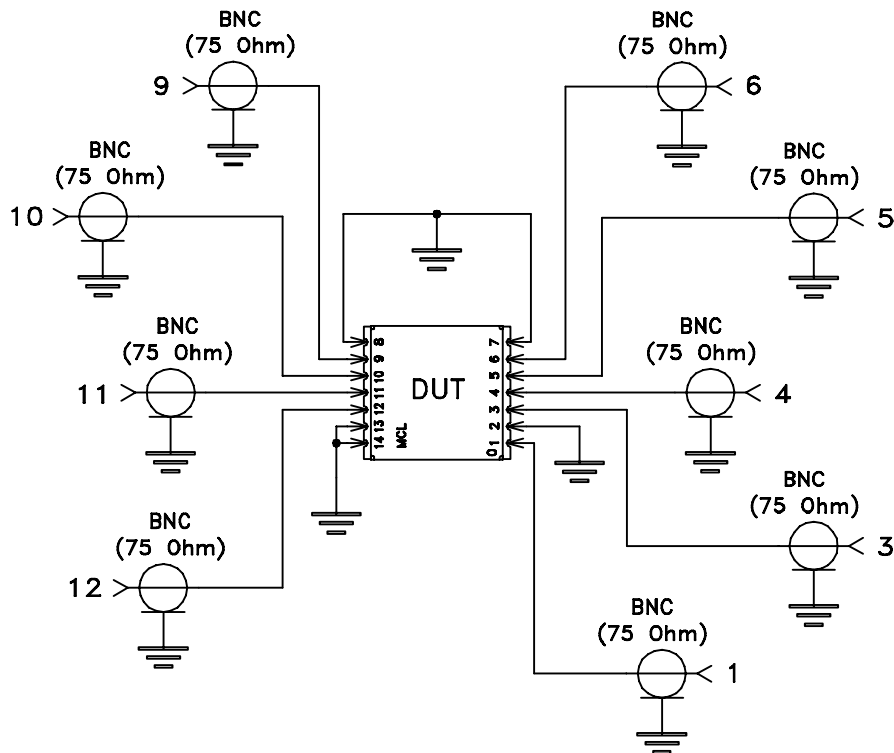 BNC
(75 Ohm)
9
BNC
(75 Ohm)
6
BNC
(75 Ohm)
10
BNC
(75 Ohm)
5
BNC
(75 Ohm)
11
BNC
(75 Ohm)
4
8
9
10
11
12
13
14
MCL
DUT
7
6
5
4
3
2
1
BNC
(75 Ohm)
3
BNC
(75 Ohm)
12
BNC
(75 Ohm)
1